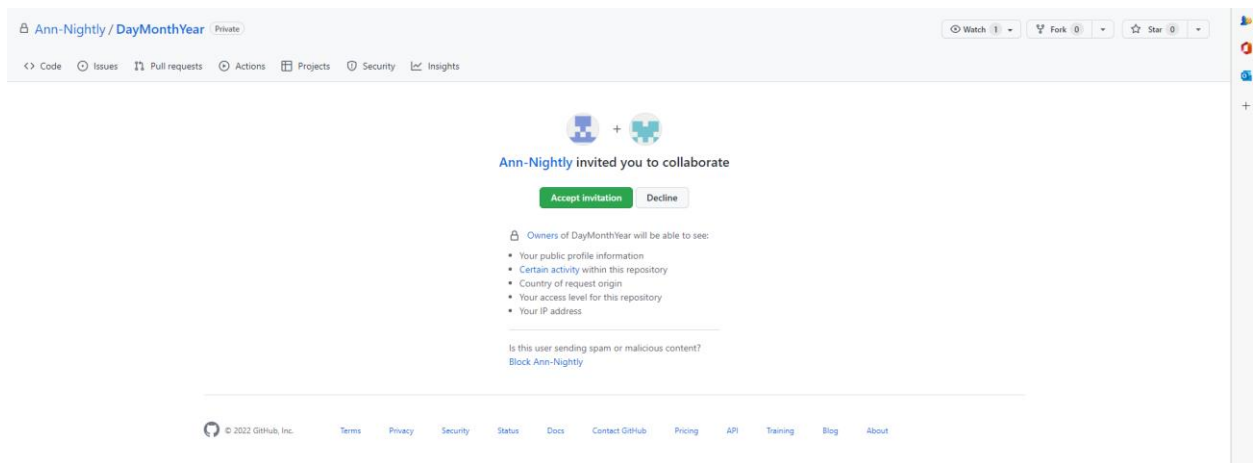 Ann-Nightly / DayMonthYear Private
Watch 1 Fork 0 Star 0
<> Code Issues Pull requests Actions Projects Security Insights
+
Ann-Nightly invited you to collaborate
Accept invitation Decline
Owners of DayMonthYear will be able to see:
• Your public profile information
• Certain activity within this repository
• Country of request origin
• Your access level for this repository
• Your IP address
Is this user sending spam or malicious content?
Block Ann-Nightly
© 2022 GitHub, Inc. Terms Privacy Security Status Docs Contact GitHub Pricing API Training Blog About